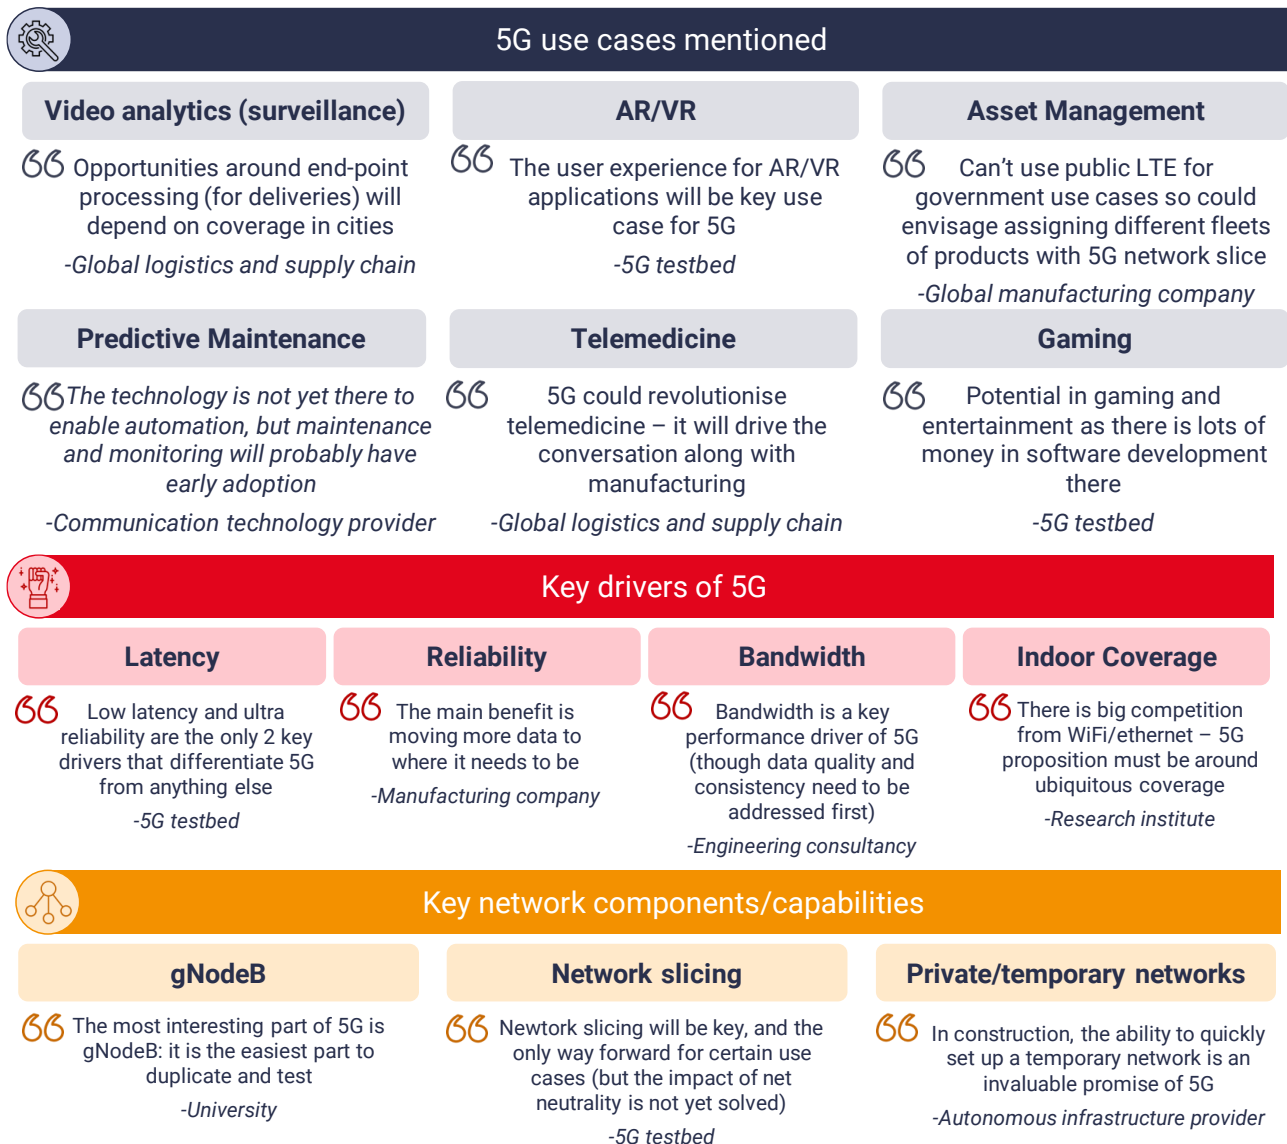 5G use cases mentioned
Video analytics (surveillance)
Opportunities around end-point
processing (for deliveries) will
depend on coverage in cities
-Global logistics and supply chain
AR/VR
The user experience for AR/VR
applications will be key use
case for 5G
-5G testbed
Asset Management
Can’t use public LTE for
government use cases so could
envisage assigning different fleets
of products with 5G network slice
-Global manufacturing company
Predictive Maintenance
The technology is not yet there to
enable automation, but maintenance
and monitoring will probably have
early adoption
-Communication technology provider
Telemedicine
5G could revolutionise
telemedicine – it will drive the
conversation along with
manufacturing
-Global logistics and supply chain
Gaming
Potential in gaming and
entertainment as there is lots of
money in software development
there
-5G testbed
Key drivers of 5G
Latency
Low latency and ultra
reliability are the only 2 key
drivers that differentiate 5G
from anything else
-5G testbed
Reliability
The main benefit is
moving more data to
where it needs to be
-Manufacturing company
Bandwidth
Bandwidth is a key
performance driver of 5G
(though data quality and
consistency need to be
addressed first)
-Engineering consultancy
Indoor Coverage
There is big competition
from WiFi/ethernet – 5G
proposition must be around
ubiquitous coverage
-Research institute
Key network components/capabilities
gNodeB
The most interesting part of 5G is
gNodeB: it is the easiest part to
duplicate and test
-University
Network slicing
Newtork slicing will be key, and the
only way forward for certain use
cases (but the impact of net
neutrality is not yet solved)
-5G testbed
Private/temporary networks
In construction, the ability to quickly
set up a temporary network is an
invaluable promise of 5G
-Autonomous infrastructure provider